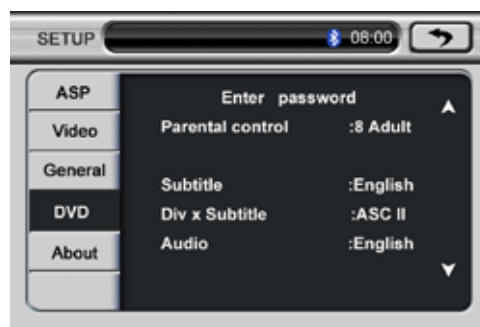 SETUP 08:00
ASP
Video
General
DVD
About
Enter password
Parental control :8 Adult
Subtitle :English
Div x Subtitle :ASC II
Audio :English